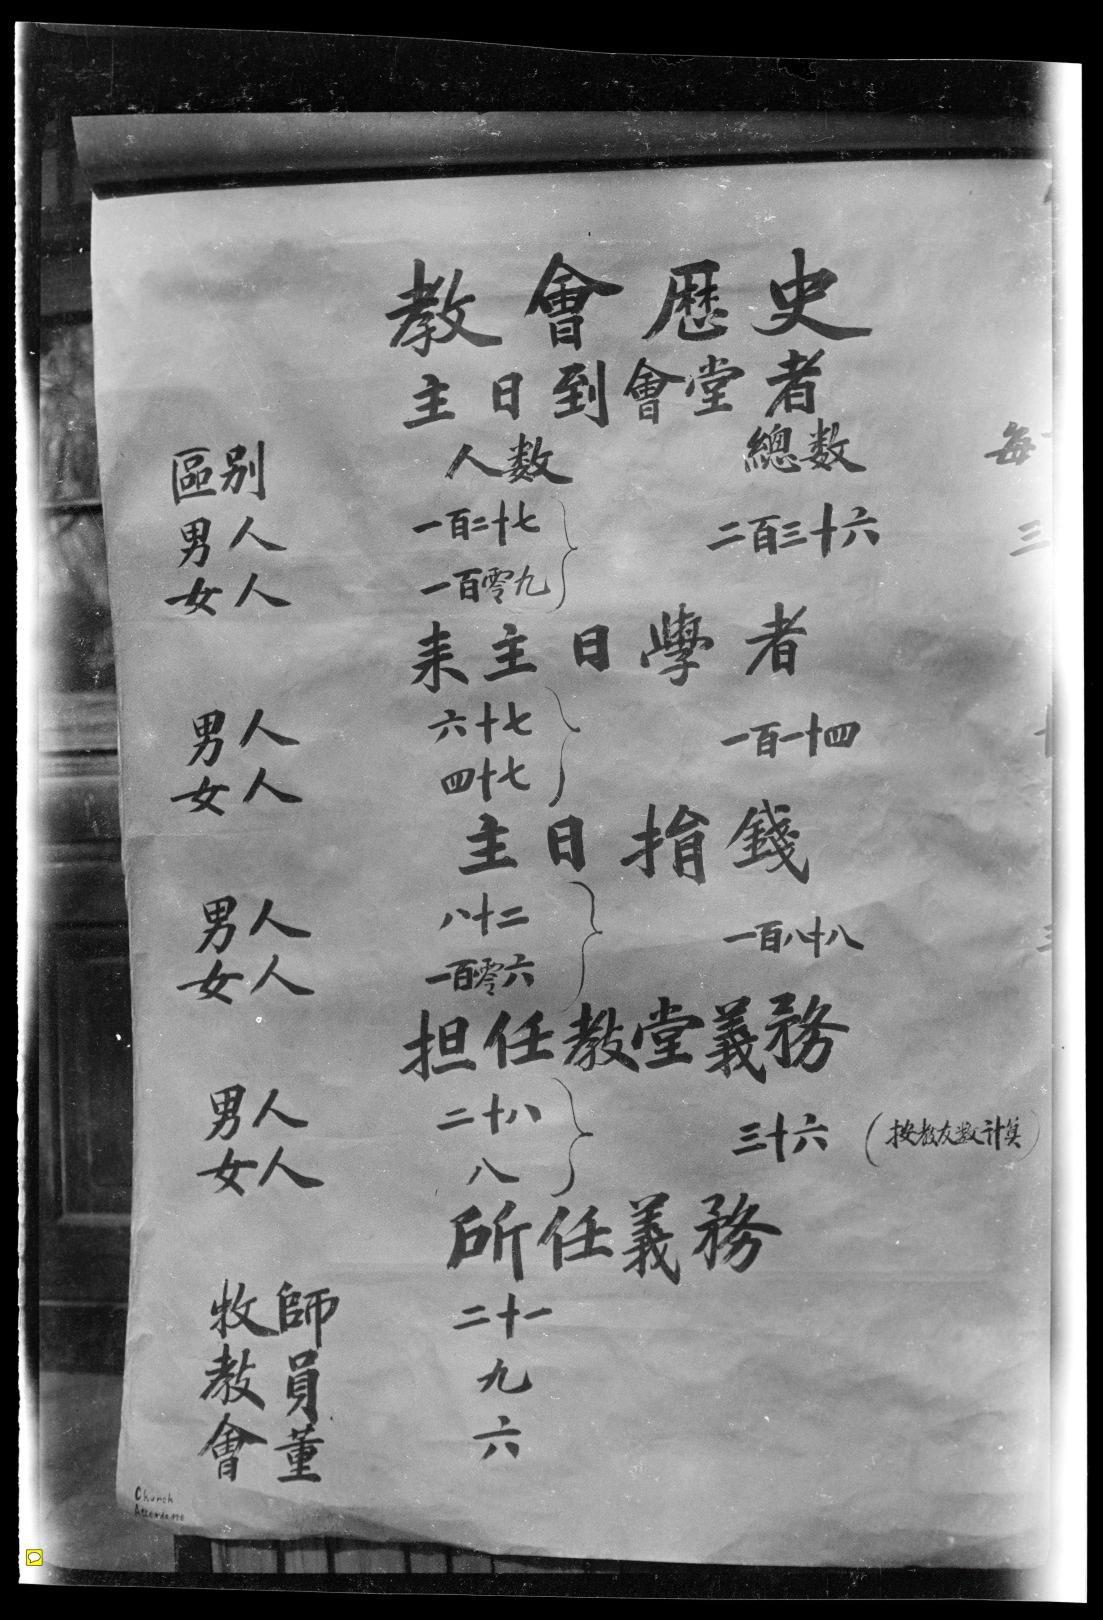 教會歷史
主日到會堂者
區别 人数 總数 每
男人 一百二十七 二百三十六 三
女人 一百零九
耒主日學者
男人 六十七 一百一十四 十
女人 四十七
主日捐錢
男人 八十二 一百八十八 三
女人 一百零六
担任教堂義務
男人 二十八 三十六 (按教友数计算)
女人 八
所任義務
牧師 二十一
教員 九
會董 六
Church
Attendance